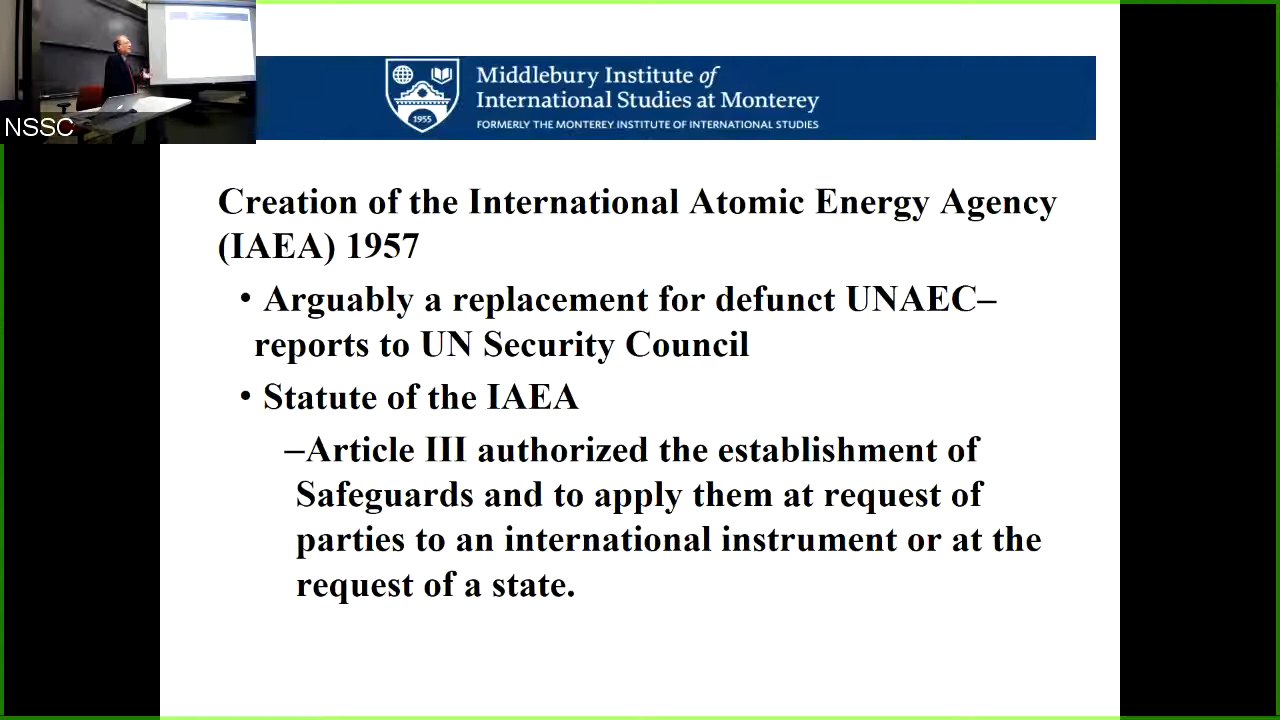 NSSC
Middlebury Institute of
International Studies at Monterey
FORMERLY THE MONTEREY INSTITUTE OF INTERNATIONAL STUDIES
1955
Creation of the International Atomic Energy Agency
(IAEA) 1957
• Arguably a replacement for defunct UNAEC–
reports to UN Security Council
• Statute of the IAEA
–Article III authorized the establishment of
Safeguards and to apply them at request of
parties to an international instrument or at the
request of a state.